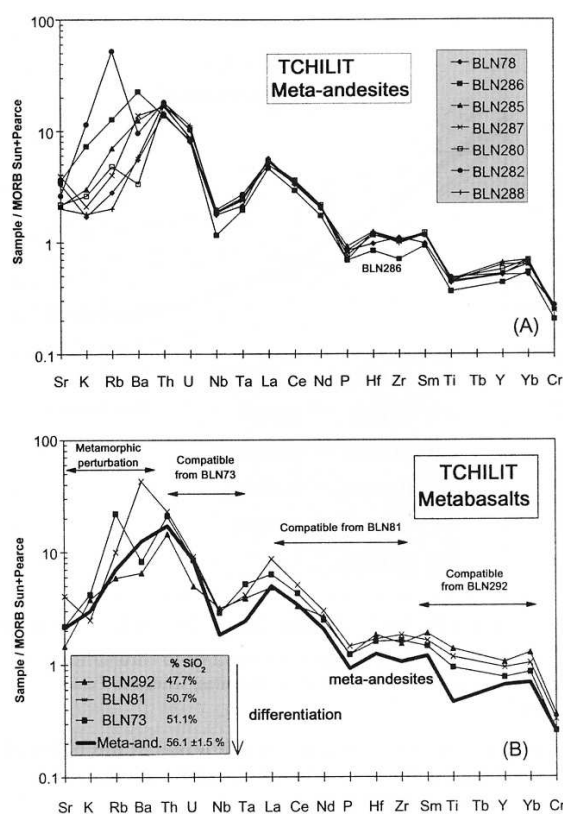 100
10
1
0.1
Sample / MORB Sun+Pearce
TCHILIT
Meta-andesites
BLN78
BLN286
BLN285
BLN287
BLN280
BLN282
BLN288
BLN286
(A)
Sr K Rb Ba Th U Nb Ta La Ce Nd P Hf Zr Sm Ti Tb Y Yb Cr
100
10
1
0.1
Sample / MORB Sun+Pearce
Metamorphic
perturbation
Compatible
from BLN73
TCHILIT
Metabasalts
Compatible from BLN81
Compatible
from BLN292
% SiO2
BLN292 47.7%
BLN81 50.7%
BLN73 51.1%
Meta-and. 56.1 ±1.5 %
differentiation
meta-andesites
(B)
Sr K Rb Ba Th U Nb Ta La Ce Nd P Hf Zr Sm Ti Tb Y Yb Cr